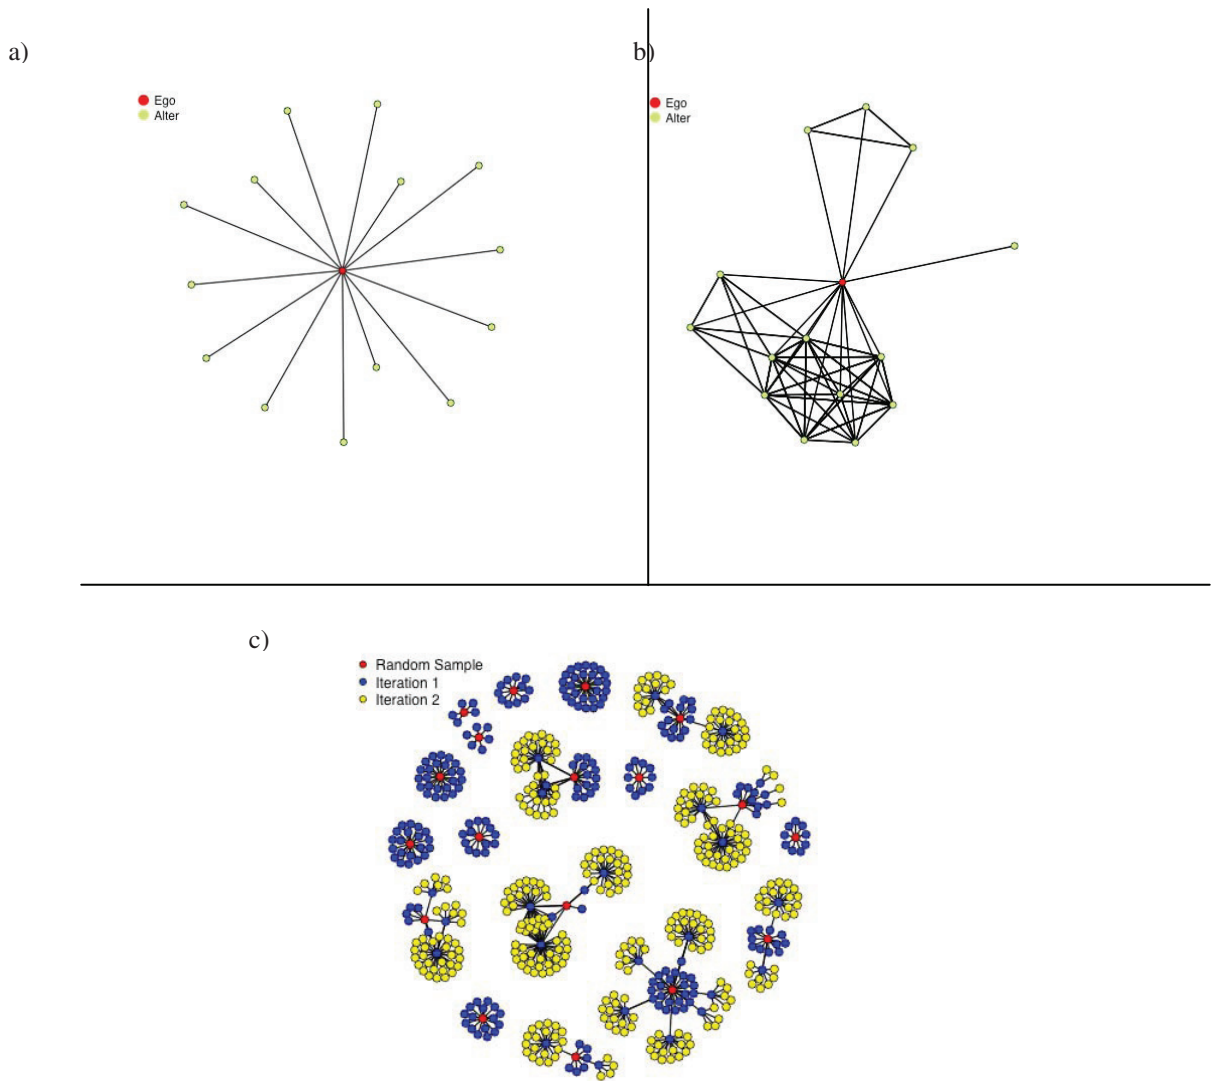 a)
Ego
Alter
b)
Ego
Alter
c)
Random Sample
Iteration 1
Iteration 2